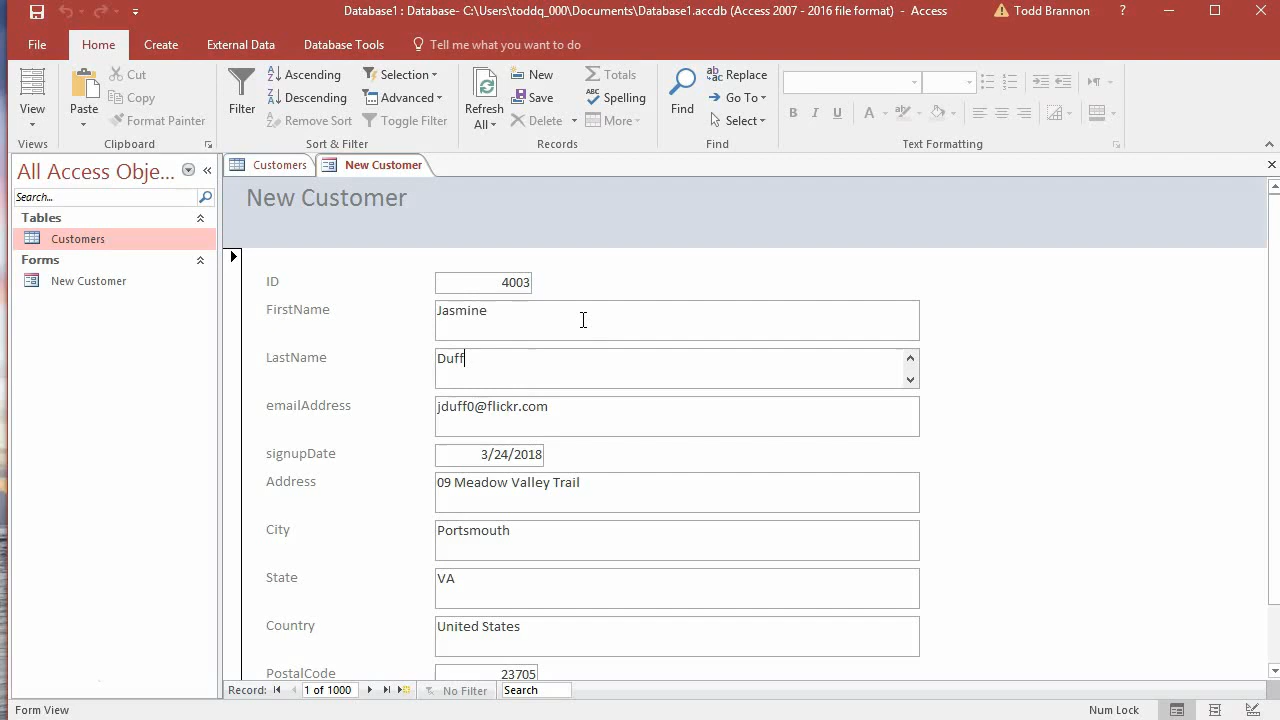 Database1 : Database- C:\Users\toddq_000\Documents\Database1.accdb (Access 2007 - 2016 file format) - Access
Todd Brannon
?
File Home Create External Data Database Tools Tell me what you want to do
View
Views
Paste
Cut
Copy
Format Painter
Clipboard
Filter
Ascending
Descending
Remove Sort
Selection
Advanced
Toggle Filter
Sort & Filter
Refresh
All
New
Save
Delete
Totals
Spelling
More
Records
Find
Replace
Go To
Select
Find
B I U A
Text Formatting
All Access Obje...
Search...
Tables
Customers
Forms
New Customer
Customers New Customer
New Customer
ID 4003
FirstName Jasmine
LastName Duff
emailAddress jduff0@flickr.com
signupDate 3/24/2018
Address 09 Meadow Valley Trail
City Portsmouth
State VA
Country United States
PostalCode 23705
Record: 1 of 1000 No Filter Search
Form View Num Lock